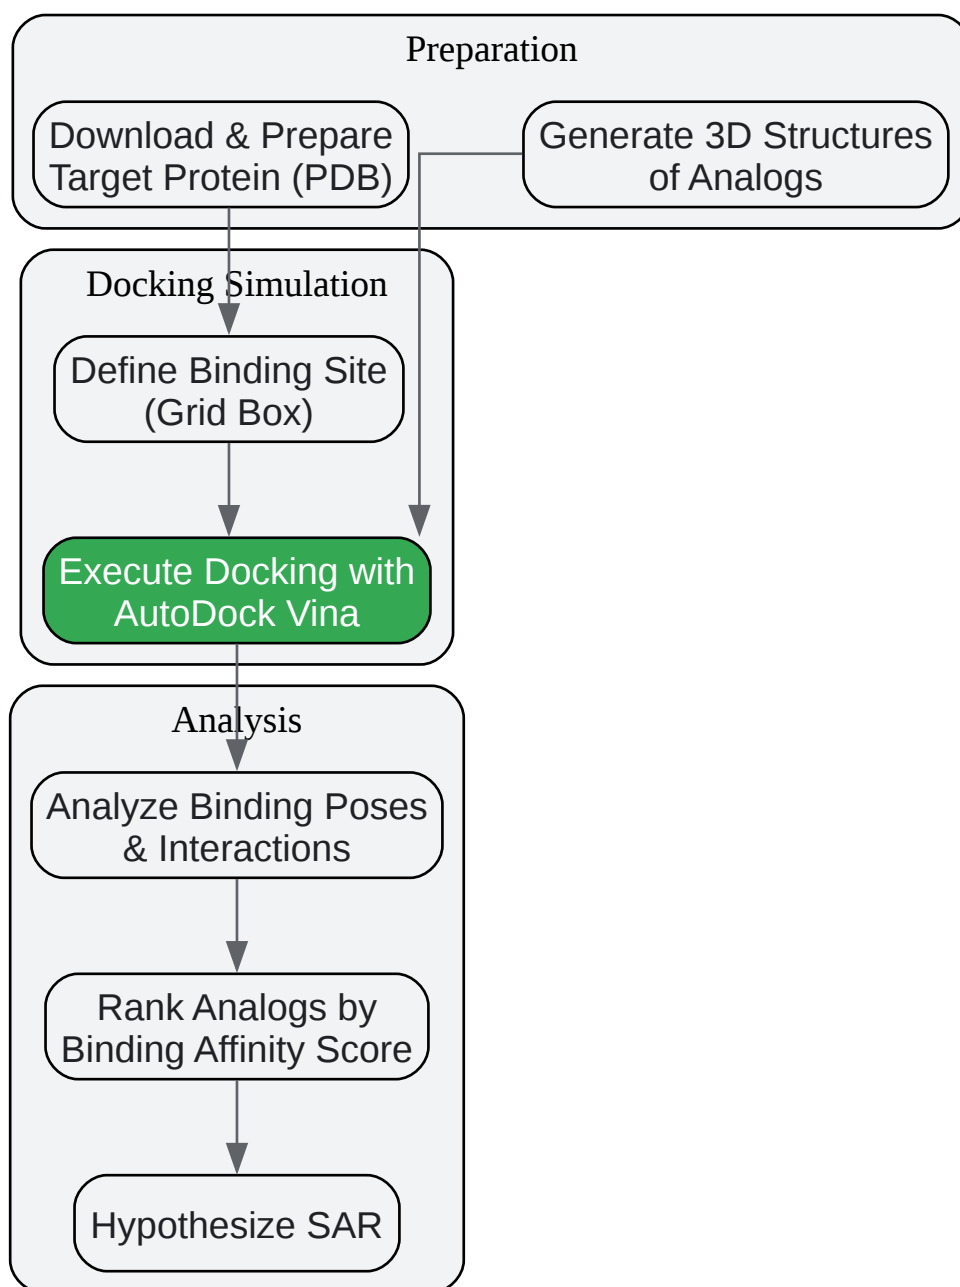 Preparation
Download & Prepare
Target Protein (PDB)
Generate 3D Structures
of Analogs
Docking Simulation
Define Binding Site
(Grid Box)
Execute Docking with
AutoDock Vina
Analysis
Analyze Binding Poses
& Interactions
Rank Analogs by
Binding Affinity Score
Hypothesize SAR